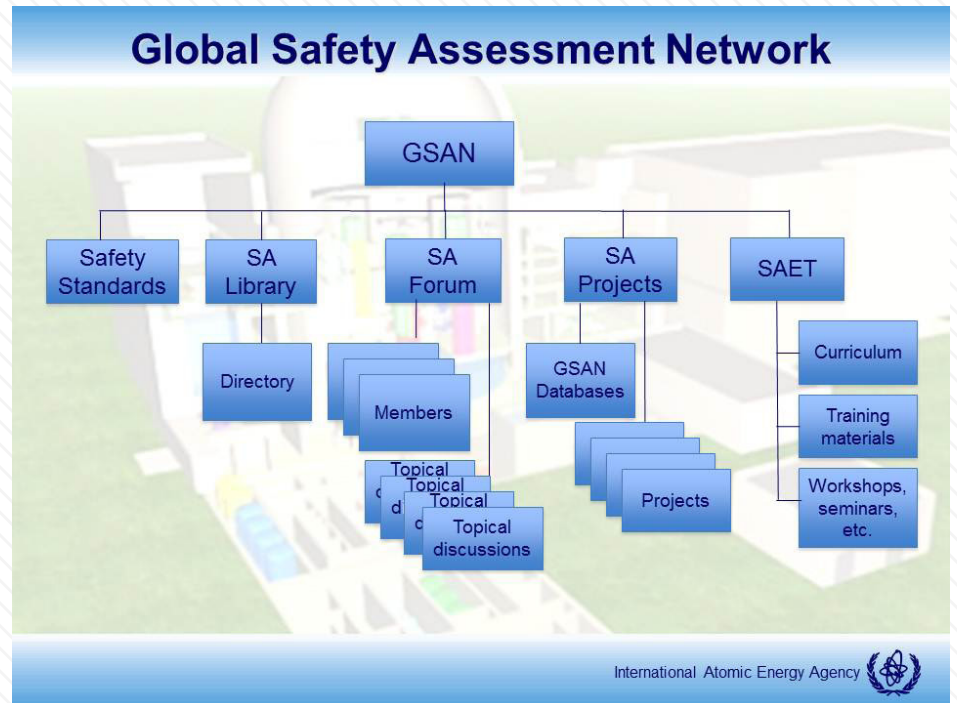 Global Safety Assessment Network
GSAN
Safety
Standards
SA
Library
SA
Forum
SA
Projects
SAET
Directory
Members
Topical
Topical
Topical
Topical
discussions
GSAN
Databases
Projects
Curriculum
Training
materials
Workshops,
seminars,
etc.
International Atomic Energy Agency